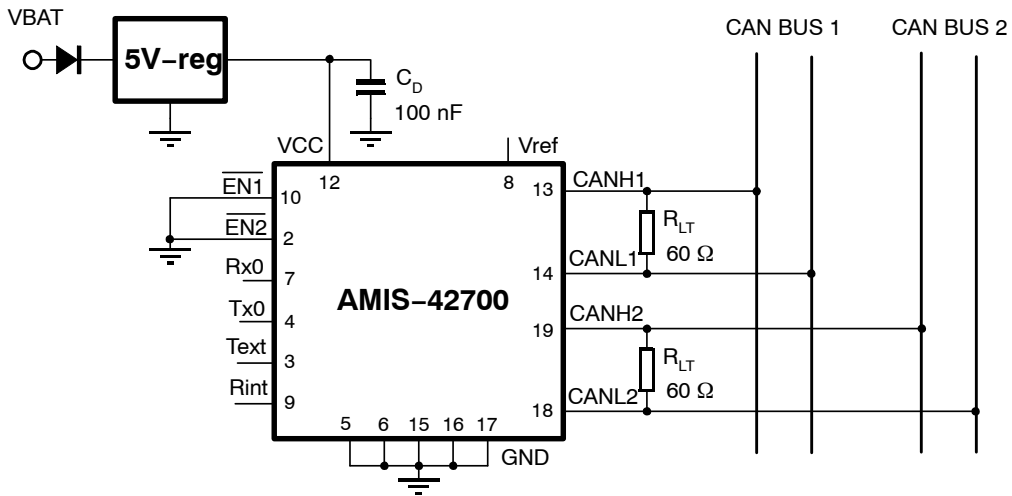 VBAT
CAN BUS 1
CAN BUS 2
5V−reg
C_D
100 nF
VCC
Vref
12
8
EN1
10
13
CANH1
EN2
2
R_LT
60 Ω
Rx0
7
14
CANL1
Tx0
4
AMIS−42700
19
CANH2
Text
3
R_LT
60 Ω
Rint
9
18
CANL2
5 6 15 16 17
GND